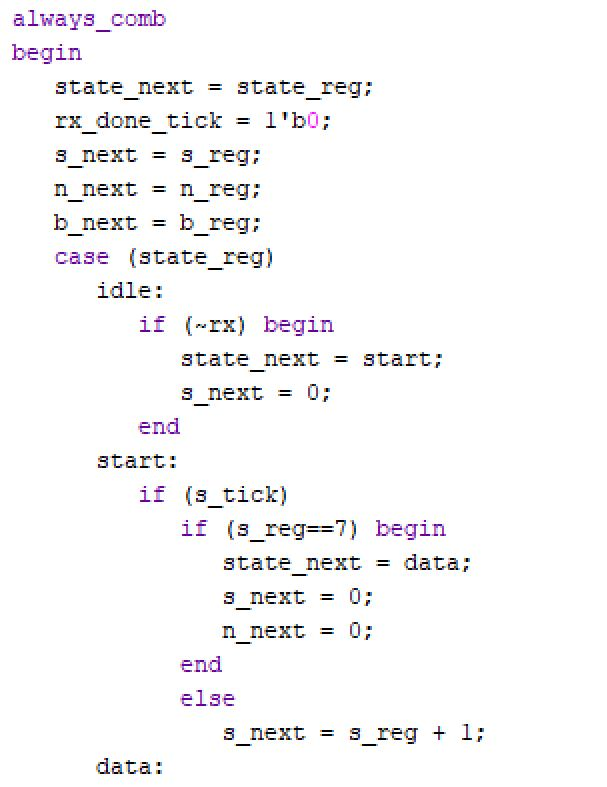 always_comb
begin
state_next = state_reg;
rx_done_tick = 1'b0;
s_next = s_reg;
n_next = n_reg;
b_next = b_reg;
case (state_reg)
idle:
if (~rx) begin
state_next = start;
s_next = 0;
end
start:
if (s_tick)
if (s_reg==7) begin
state_next = data;
s_next = 0;
n_next = 0;
end
else
s_next = s_reg + 1;
data: